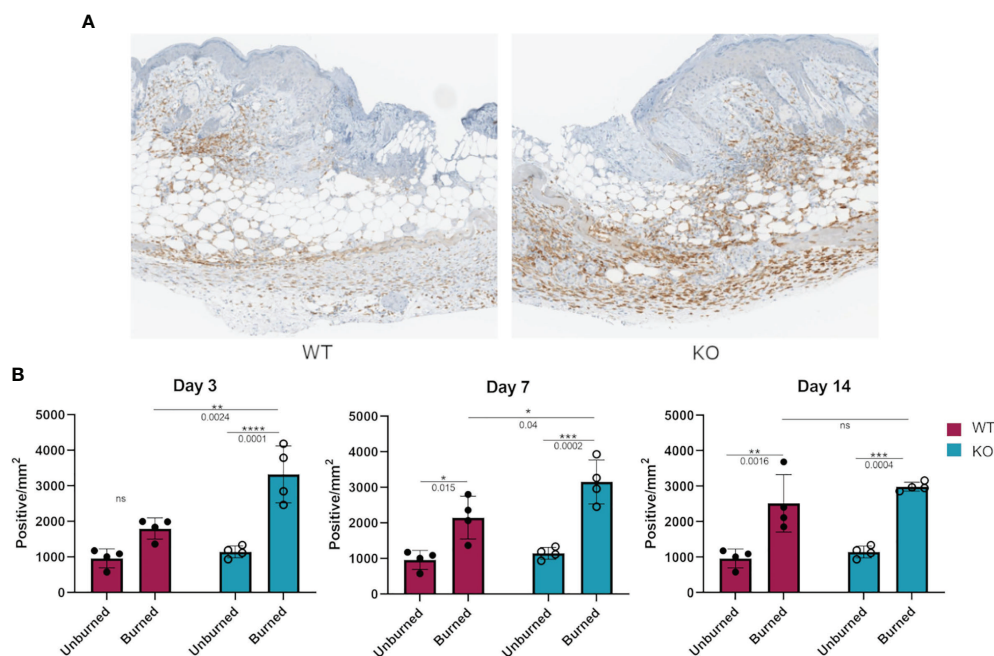 A
WT
KO
B
Day 3
Day 7
Day 14
WT
KO
Positive/mm²
5000
4000
3000
2000
1000
0
ns
**
0.0024
****
0.0001
Unburned
Burned
Unburned
Burned
Positive/mm²
5000
4000
3000
2000
1000
0
*
0.015
*
0.04
***
0.0002
Unburned
Burned
Unburned
Burned
Positive/mm²
5000
4000
3000
2000
1000
0
**
0.0016
ns
***
0.0004
Unburned
Burned
Unburned
Burned